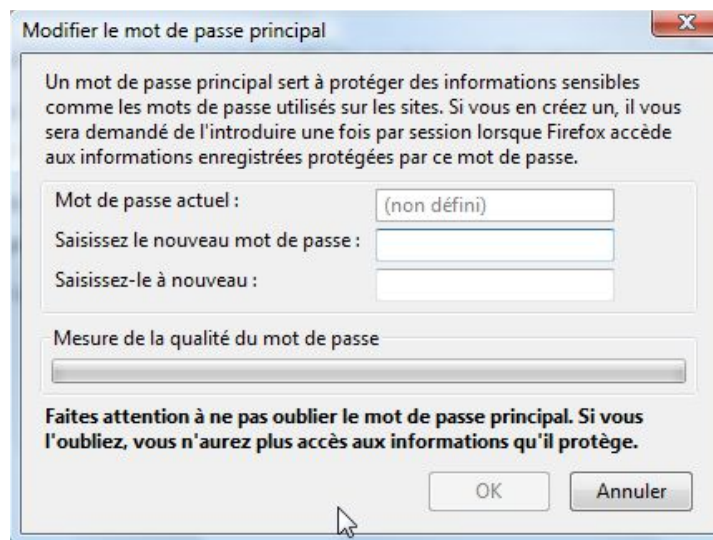 Modifier le mot de passe principal
Un mot de passe principal sert à protéger des informations sensibles
comme les mots de passe utilisés sur les sites. Si vous en créez un, il vous
sera demandé de l'introduire une fois par session lorsque Firefox accède
aux informations enregistrées protégées par ce mot de passe.
Mot de passe actuel : (non défini)
Saisissez le nouveau mot de passe :
Saisissez-le à nouveau :
Mesure de la qualité du mot de passe
Faites attention à ne pas oublier le mot de passe principal. Si vous
l'oubliez, vous n'aurez plus accès aux informations qu'il protège.
OK Annuler